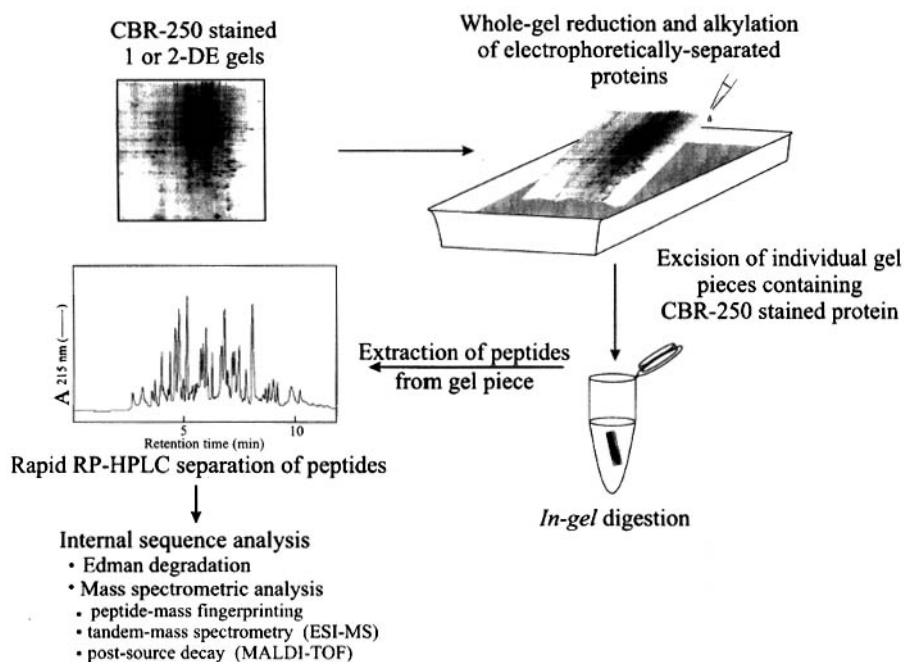 CBR-250 stained
1 or 2-DE gels
Whole-gel reduction and alkylation
of electrophoretically-separated
proteins
Excision of individual gel
pieces containing
CBR-250 stained protein
In-gel digestion
Extraction of peptides
from gel piece
A 215 nm (——)
5
10
Retention time (min)
Rapid RP-HPLC separation of peptides
Internal sequence analysis
• Edman degradation
• Mass spectrometric analysis
• peptide-mass fingerprinting
• tandem-mass spectrometry (ESI-MS)
• post-source decay (MALDI-TOF)